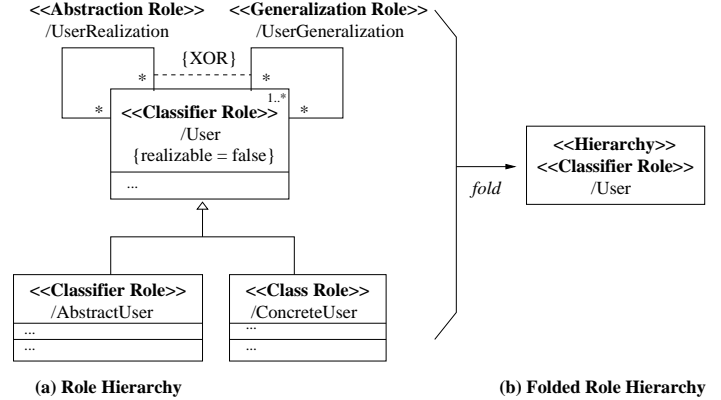 <<Abstraction Role>>
/UserRealization
<<Generalization Role>>
/UserGeneralization
{XOR}
*
*
*
*
1..*
<<Classifier Role>>
/User
{realizable = false}
...
<<Classifier Role>>
/AbstractUser
...
...
<<Class Role>>
/ConcreteUser
...
...
fold
<<Hierarchy>>
<<Classifier Role>>
/User
(a) Role Hierarchy
(b) Folded Role Hierarchy